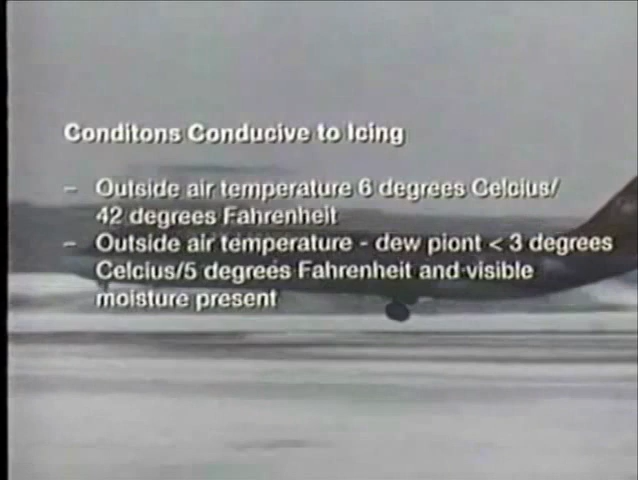 Conditons Conducive to Icing
– Outside air temperature 6 degrees Celcius/
42 degrees Fahrenheit
– Outside air temperature - dew piont < 3 degrees
Celcius/5 degrees Fahrenheit and visible
moisture present